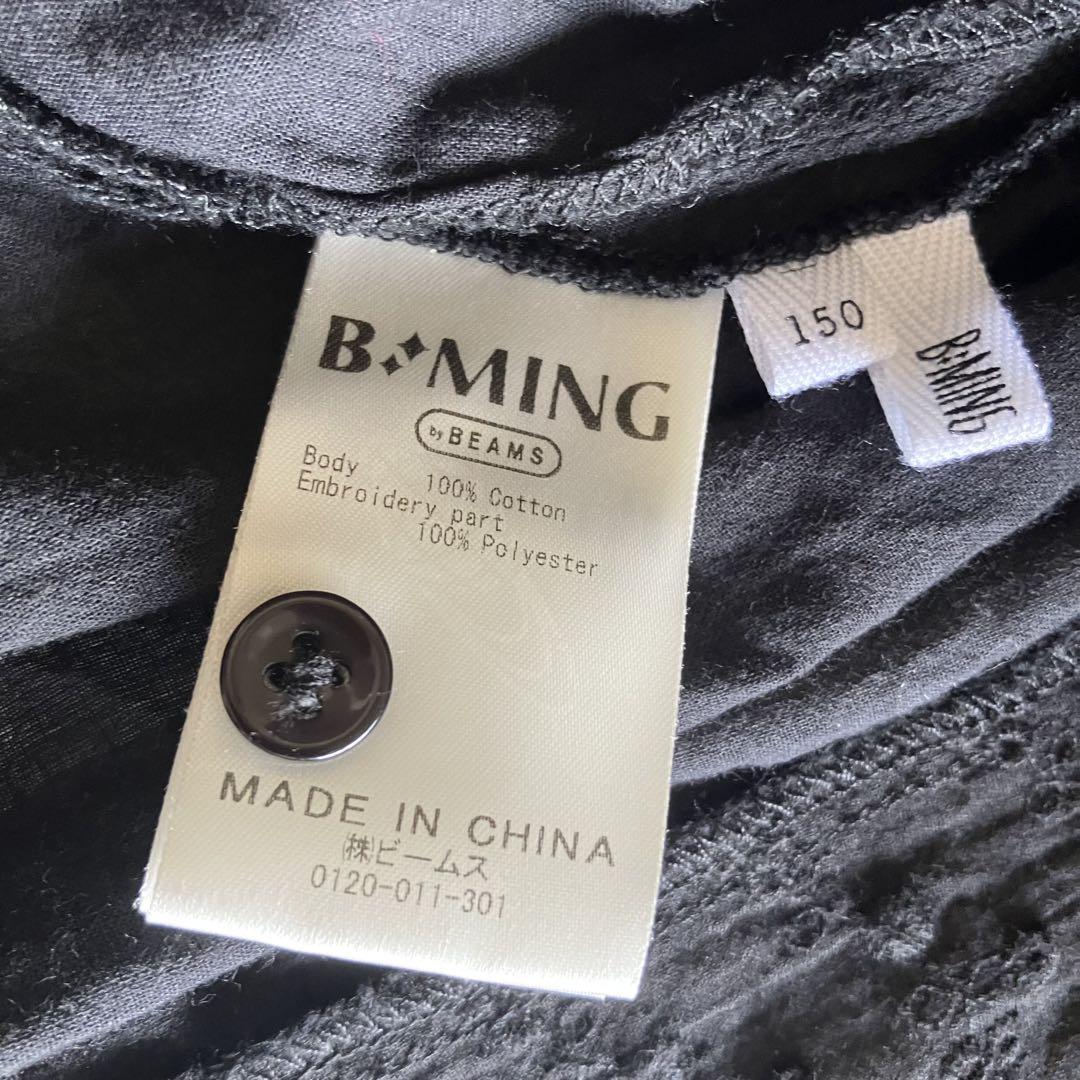 B:MING
by BEAMS
Body 100% Cotton
Embroidery part
100% Polyester
MADE IN CHINA
㈱ビームス
0120-011-301
150
B:MING